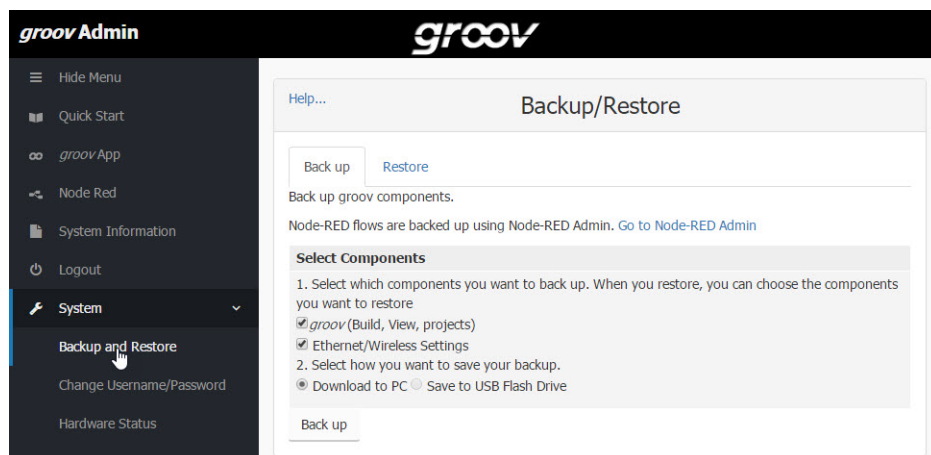 groov Admin
groov
Hide Menu
Quick Start
groov App
Node Red
System Information
Logout
System
Backup and Restore
Change Username/Password
Hardware Status
Help...
Backup/Restore
Back up
Restore
Back up groov components.
Node-RED flows are backed up using Node-RED Admin. Go to Node-RED Admin
Select Components
1. Select which components you want to back up. When you restore, you can choose the components
you want to restore
groov (Build, View, projects)
Ethernet/Wireless Settings
2. Select how you want to save your backup.
Download to PC Save to USB Flash Drive
Back up